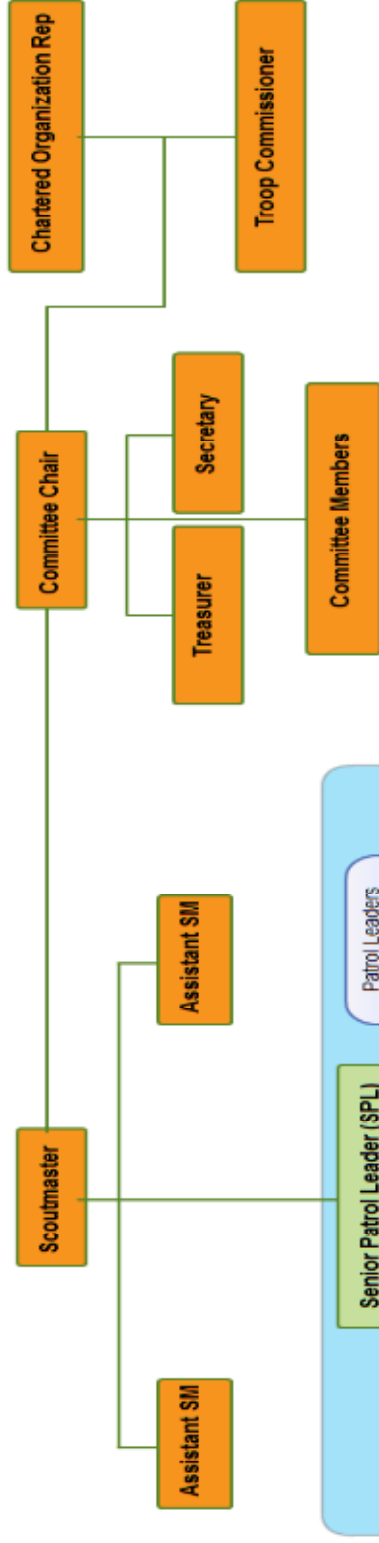 Chartered Organization Rep
Troop Commissioner
Committee Chair
Secretary
Treasurer
Committee Members
Scoutmaster
Assistant SM
Assistant SM
Patrol Leaders
Senior Patrol Leader (SPL)